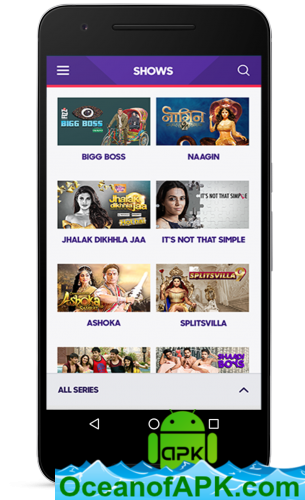 SHOWS
BIGG BOSS
नागिन
BIGG BOSS
NAAGIN
Jhalak
Dikhhla
Jaa
IT'S NOT THAT SIMPLE
JHALAK DIKHHLA JAA
IT'S NOT THAT SIMPLE
Ashoka
SPLITSVILLA
ASHOKA
SPLITSVILLA
SHAADI
BOYS
ALL SERIES
APK
OceanofAPK.com